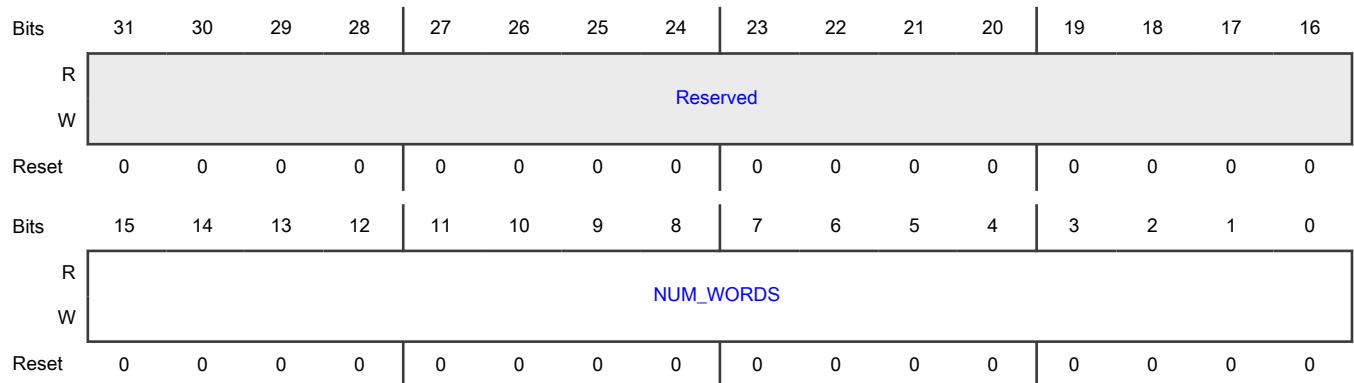 Bits 31 30 29 28 27 26 25 24 23 22 21 20 19 18 17 16
R
Reserved
W
Reset 0 0 0 0 0 0 0 0 0 0 0 0 0 0 0 0
Bits 15 14 13 12 11 10 9 8 7 6 5 4 3 2 1 0
R
NUM_WORDS
W
Reset 0 0 0 0 0 0 0 0 0 0 0 0 0 0 0 0